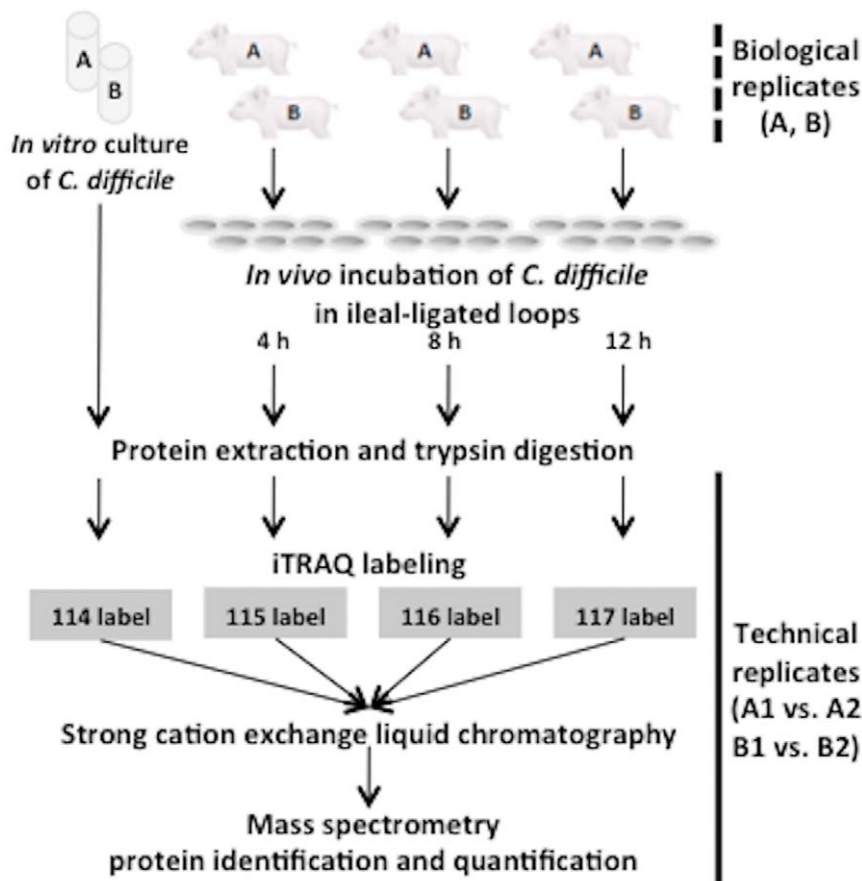 A
B
In vitro culture
of C. difficile
A
A
A
B
B
B
Biological
replicates
(A, B)
In vivo incubation of C. difficile
in ileal-ligated loops
4 h
8 h
12 h
Protein extraction and trypsin digestion
iTRAQ labeling
114 label
115 label
116 label
117 label
Technical
replicates
(A1 vs. A2
B1 vs. B2)
Strong cation exchange liquid chromatography
Mass spectrometry
protein identification and quantification